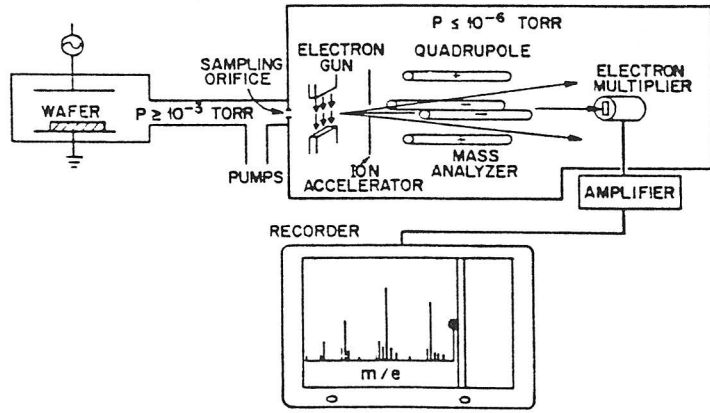 P ≤ 10⁻⁶ TORR
ELECTRON
GUN
QUADRUPOLE
SAMPLING
ORIFICE
ELECTRON
MULTIPLIER
WAFER
P ≥ 10⁻³ TORR
+
−
−
+
PUMPS
ION
ACCELERATOR
MASS
ANALYZER
AMPLIFIER
RECORDER
m/e